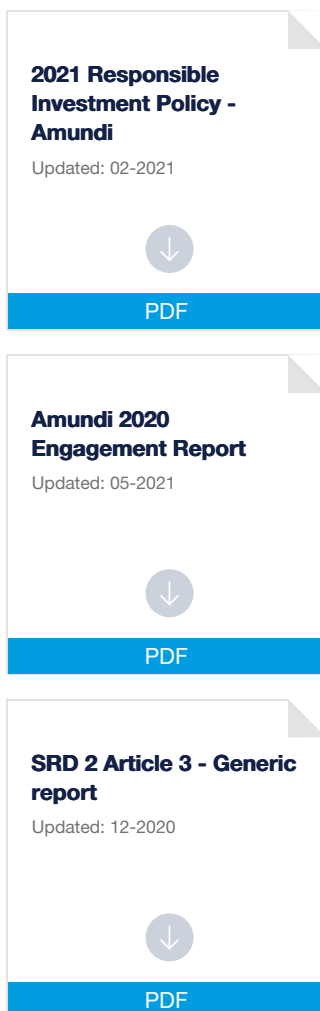 2021 Responsible
Investment Policy -
Amundi
Updated: 02-2021
PDF
Amundi 2020
Engagement Report
Updated: 05-2021
PDF
SRD 2 Article 3 - Generic
report
Updated: 12-2020
PDF